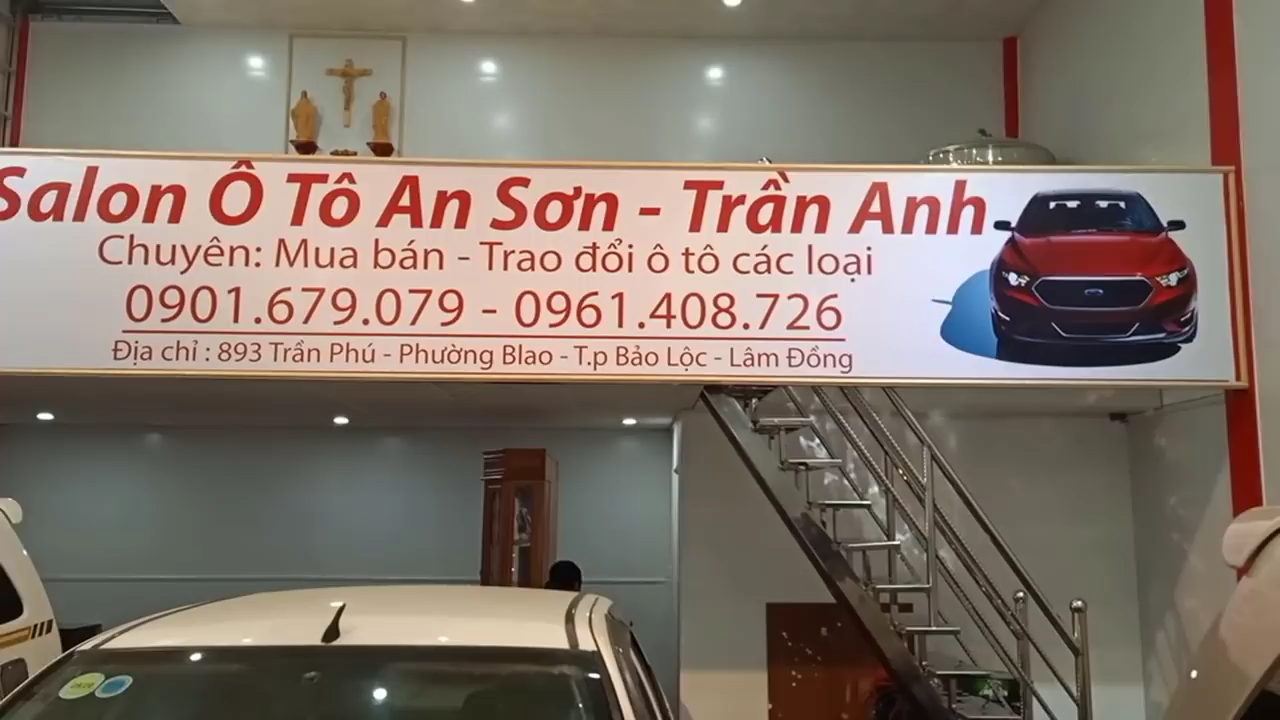 Salon Ô Tô An Sơn - Trần Anh
Chuyên: Mua bán - Trao đổi ô tô các loại
0901.679.079 - 0961.408.726
Địa chỉ : 893 Trần Phú - Phường Blao - T.p Bảo Lộc - Lâm Đồng